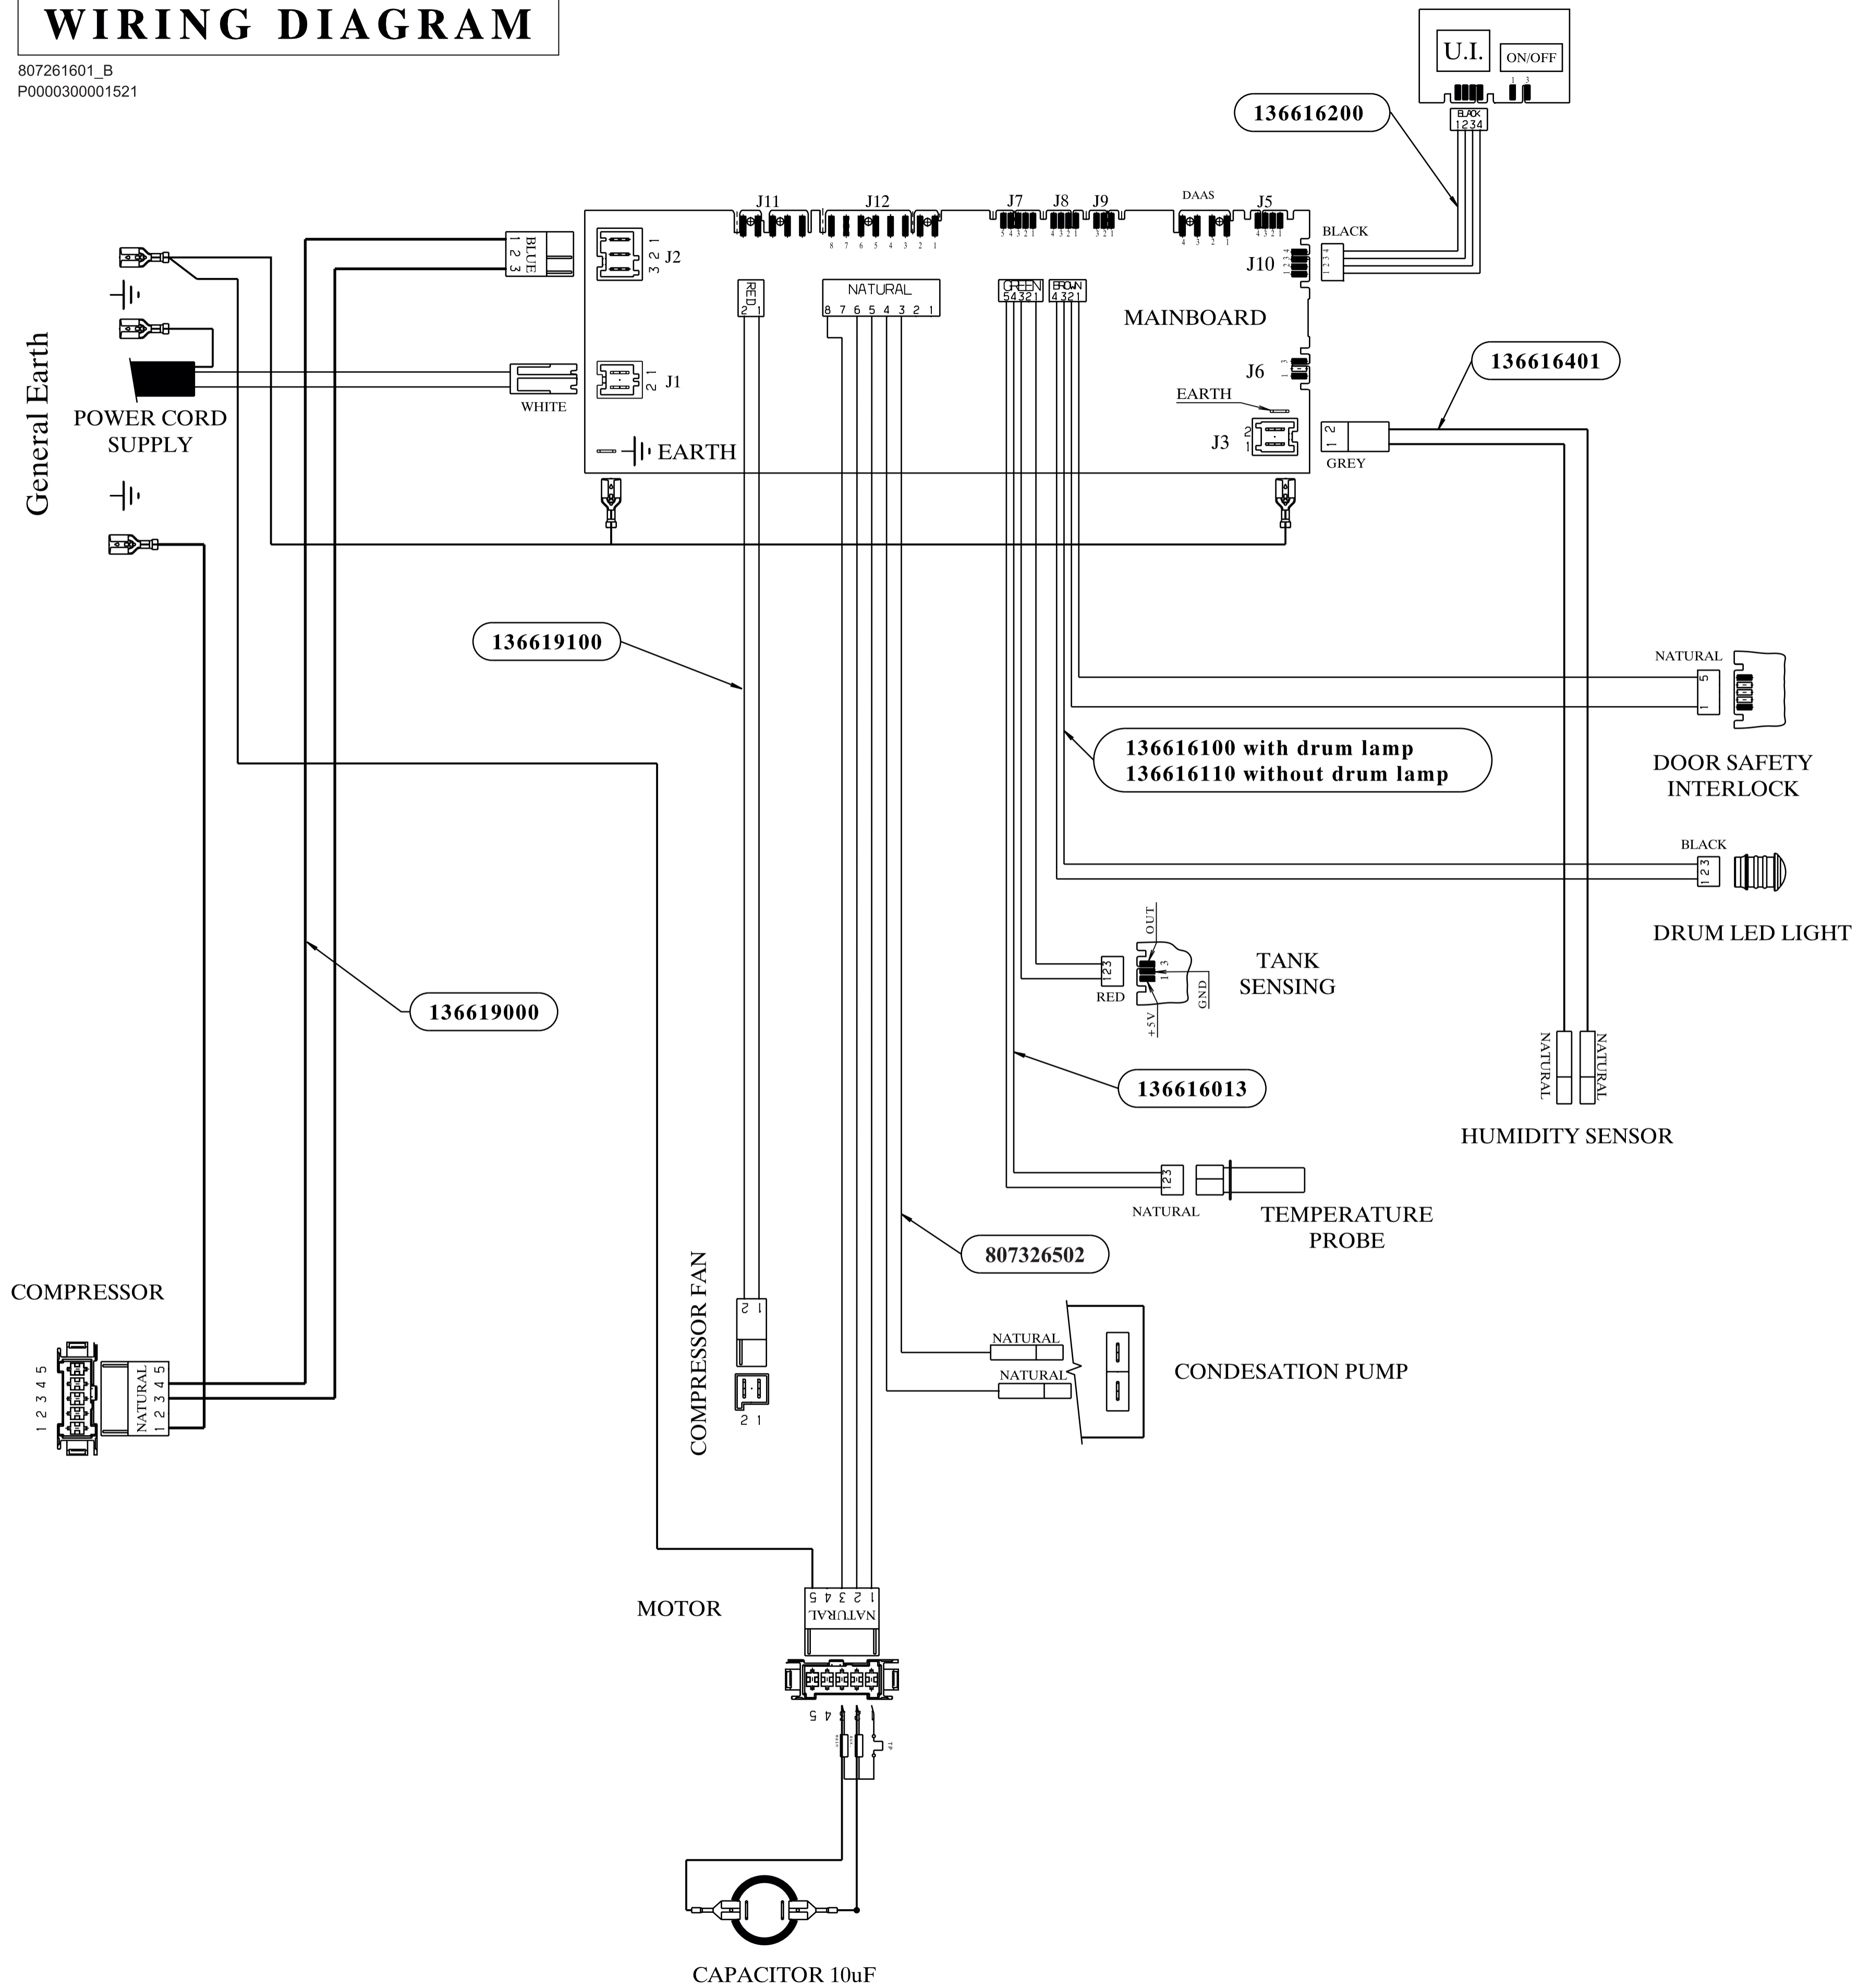 WIRING DIAGRAM
807261601_B
P0000300001521
U.I.
ON/OFF
1 3
BLACK
1234
136616200
J11
J12
J7
J8
J9
DAAS
J5
8 7 6 5 4 3 2 1
5 4 3 2 1
4 3 2 1
3 2 1
4 3 2 1
4 3 2 1
BLUE
1 2 3
1 2 3
J2
RED
2 1
NATURAL
8 7 6 5 4 3 2 1
GREEN
54321
BROWN
4321
J10
1 2 3 4
BLACK
1 2 3 4
MAINBOARD
General Earth
POWER CORD
SUPPLY
WHITE
J1
2 1
J6
1 3
136616401
EARTH
EARTH
J3
2
1
1 2
GREY
136619100
NATURAL
1 5
136616100 with drum lamp
136616110 without drum lamp
DOOR SAFETY
INTERLOCK
BLACK
1 2 3
DRUM LED LIGHT
OUT
TANK
SENSING
123
RED
1 3
GND
+5V
136619000
136616013
NATURAL
NATURAL
HUMIDITY SENSOR
123
NATURAL
TEMPERATURE
PROBE
807326502
COMPRESSOR
1 2 3 4 5
NATURAL
1 2 3 4 5
COMPRESSOR FAN
2 1
2 1
NATURAL
NATURAL
CONDESATION PUMP
MOTOR
5 4 3 2 1
NATURAL
5 4 3 2 1
TP
CAPACITOR 10uF